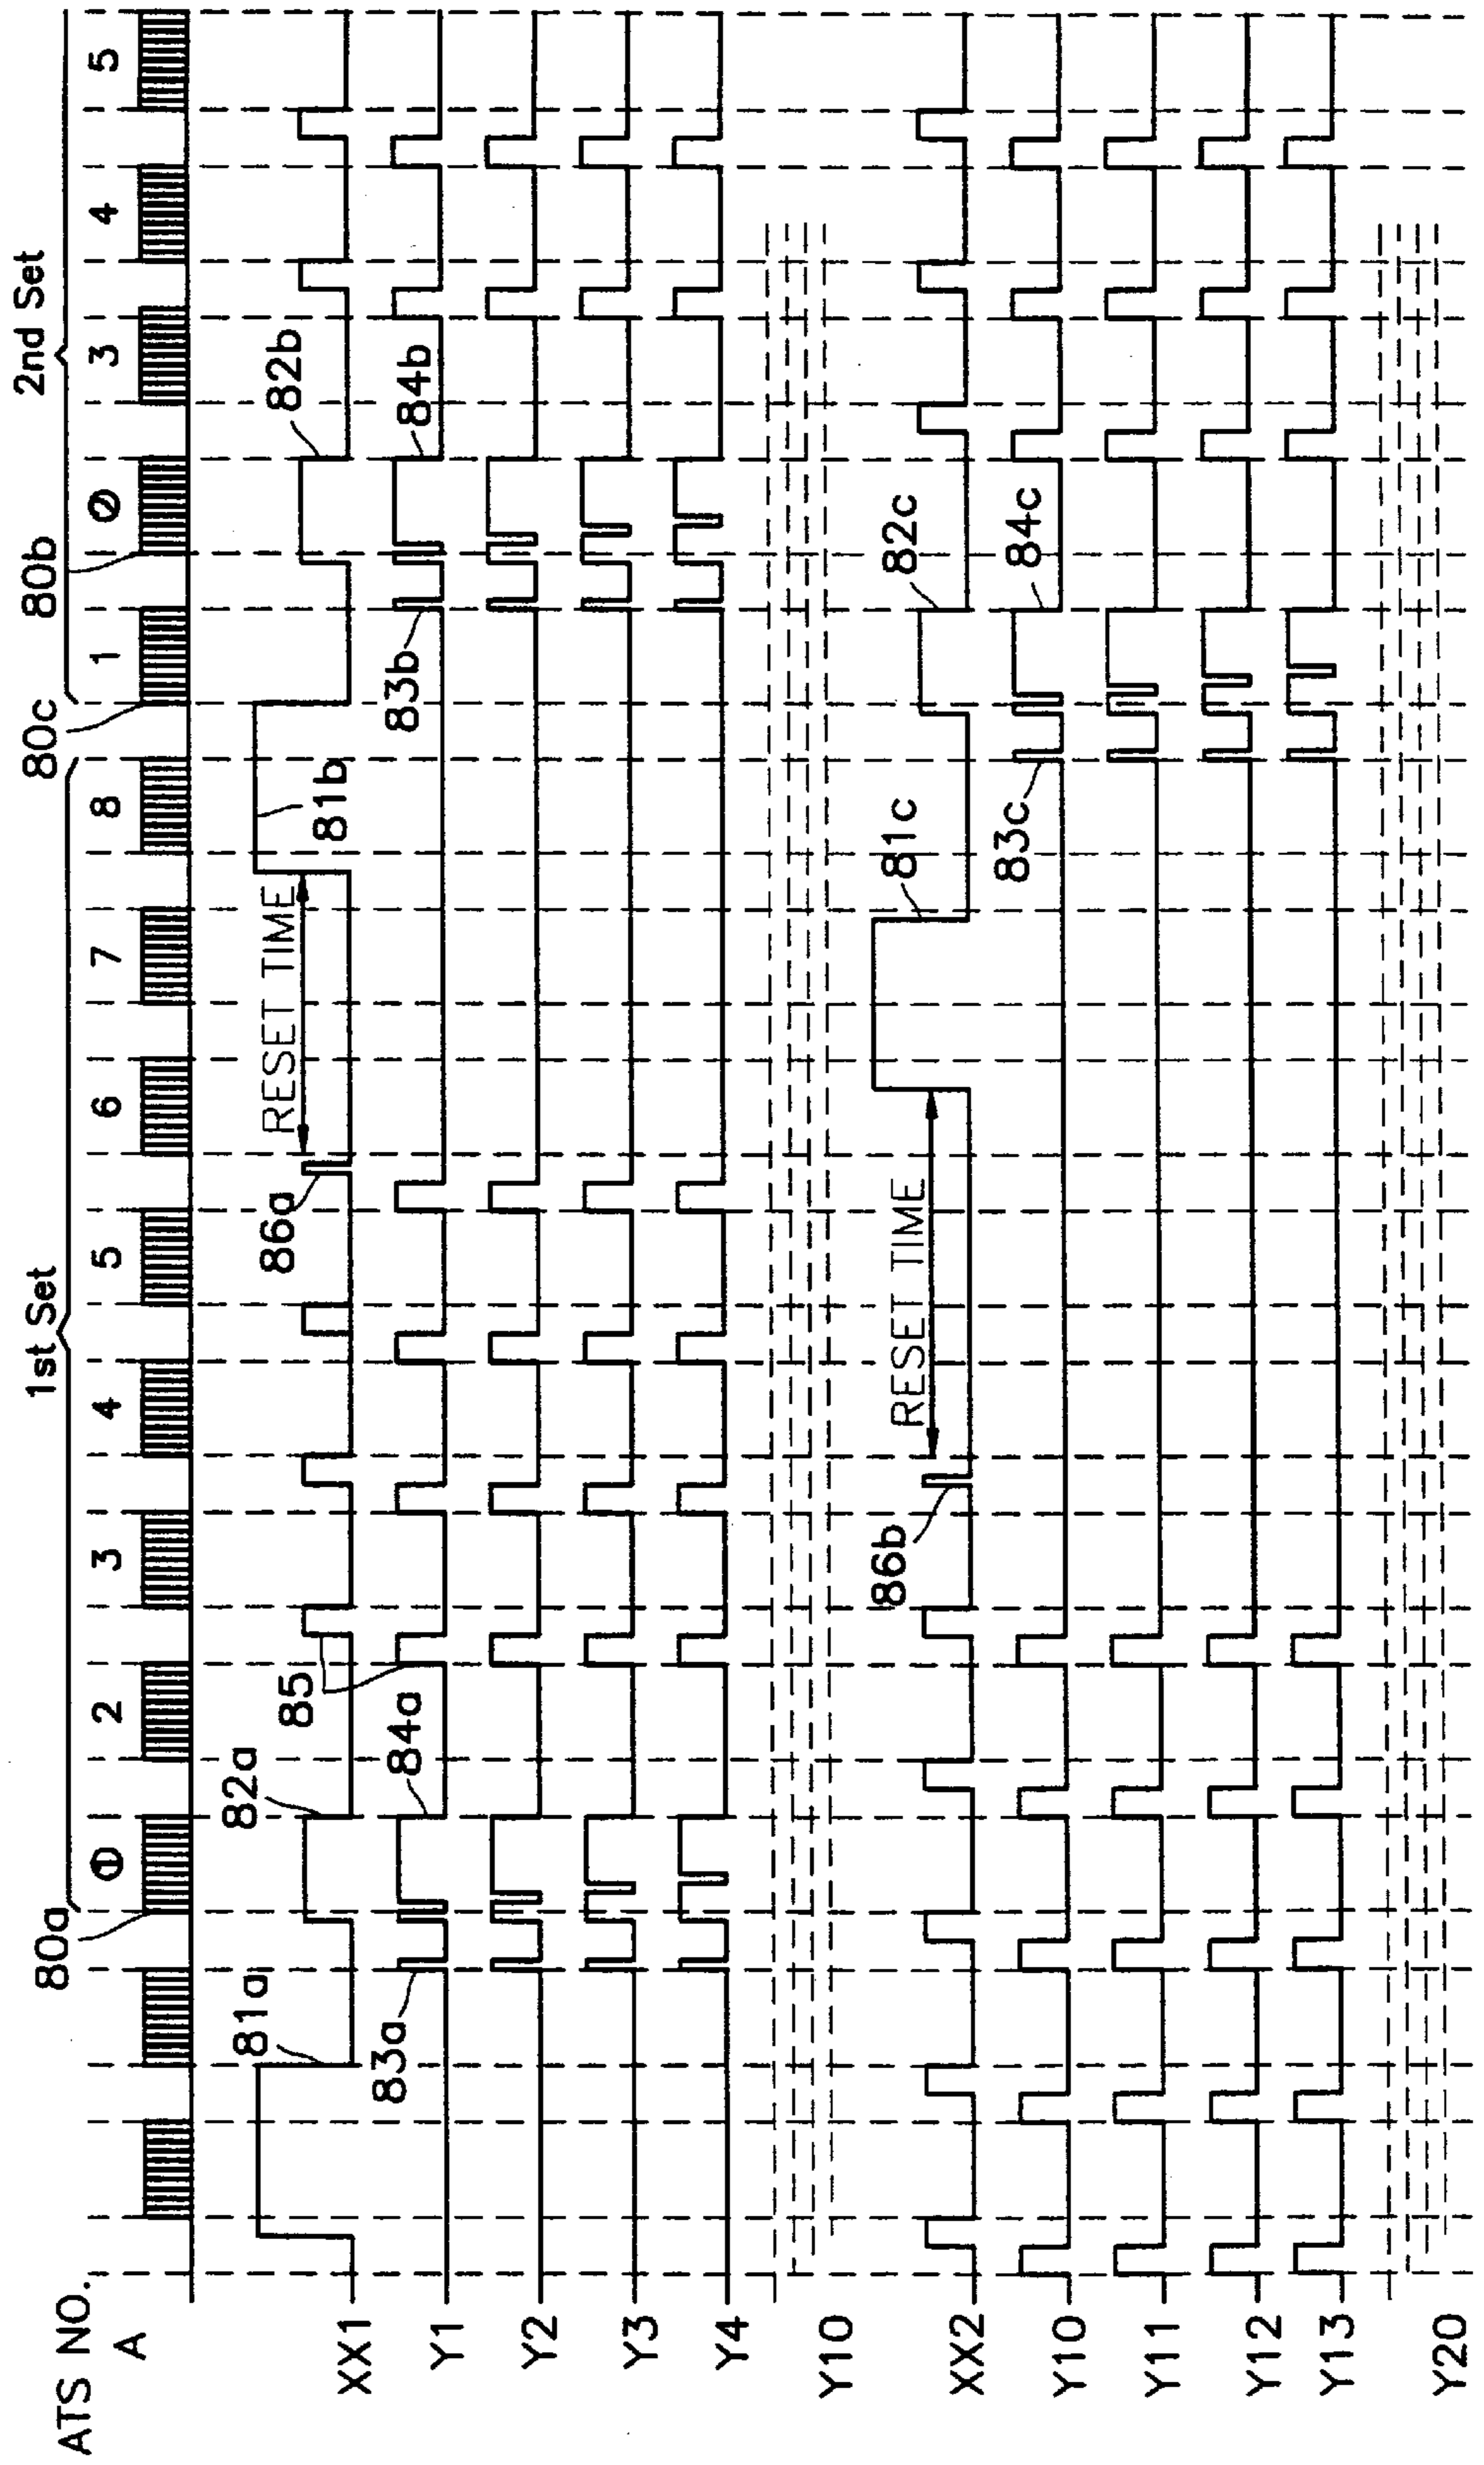 1st Set
2nd Set
80a
80c
80b
ATS NO.
① 2 3 4 5 6 7 8 1 ② 3 4 5
A
81a
82a
85
86a
RESET TIME
81b
82b
XX1
83a
84a
83b
84b
Y1
Y2
Y3
Y4
Y10
86b
RESET TIME
81c
82c
XX2
83c
84c
Y10
Y11
Y12
Y13
Y20